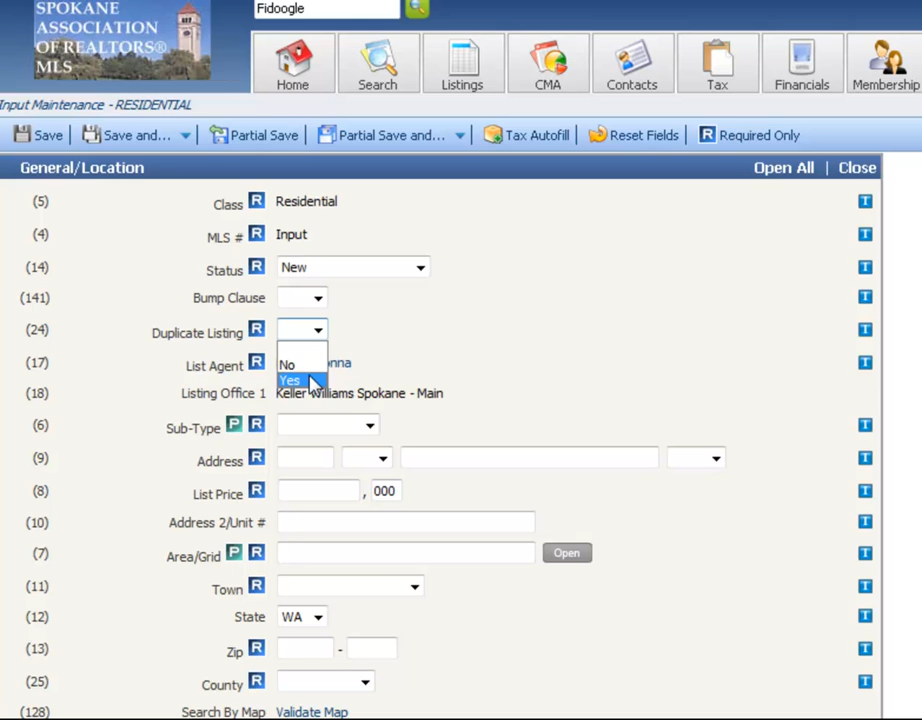 SPOKANE
ASSOCIATION
OF REALTORS®
MLS
Fidoogle
Home Search Listings CMA Contacts Tax Financials Membership
Input Maintenance - RESIDENTIAL
Save Save and... Partial Save Partial Save and... Tax Autofill Reset Fields R Required Only
General/Location Open All | Close
(5) Class R Residential T
(4) MLS # R Input T
(14) Status R New T
(141) Bump Clause T
(24) Duplicate Listing R T
No
Yes
(17) List Agent R nna T
(18) Listing Office 1 Keller Williams Spokane - Main
(6) Sub-Type P R T
(9) Address R T
(8) List Price R , 000 T
(10) Address 2/Unit # T
(7) Area/Grid P R Open T
(11) Town R T
(12) State WA T
(13) Zip R - T
(25) County R T
(128) Search By Map Validate Map T